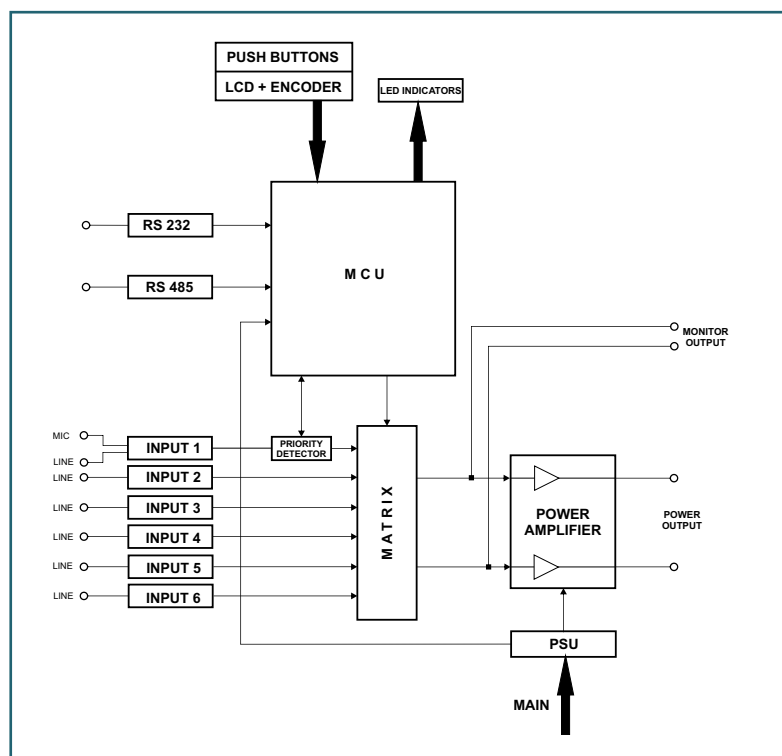 PUSH BUTTONS
LCD + ENCODER
LED INDICATORS
RS 232
M C U
RS 485
MONITOR
OUTPUT
MIC
INPUT 1
PRIORITY
DETECTOR
LINE
LINE
INPUT 2
LINE
INPUT 3
LINE
INPUT 4
LINE
INPUT 5
LINE
INPUT 6
M A T R I X
POWER
AMPLIFIER
POWER
OUTPUT
PSU
MAIN